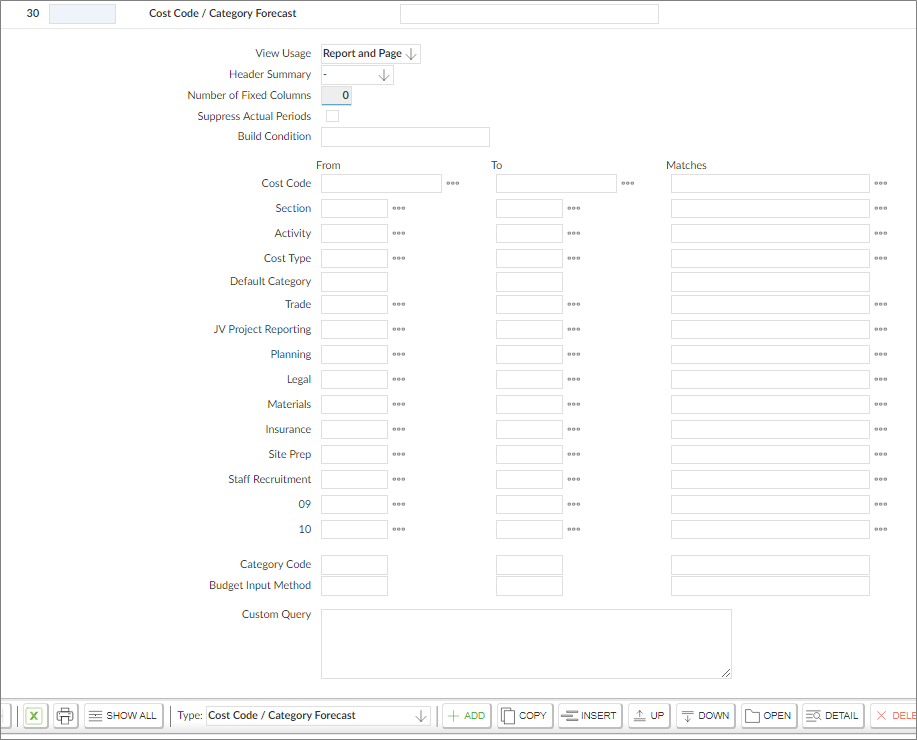 30 Cost Code / Category Forecast
View Usage Report and Page
Header Summary -
Number of Fixed Columns 0
Suppress Actual Periods
Build Condition
From To Matches
Cost Code
Section
Activity
Cost Type
Default Category
Trade
JV Project Reporting
Planning
Legal
Materials
Insurance
Site Prep
Staff Recruitment
09
10
Category Code
Budget Input Method
Custom Query
X SHOW ALL Type: Cost Code / Category Forecast ADD COPY INSERT UP DOWN OPEN DETAIL DELE